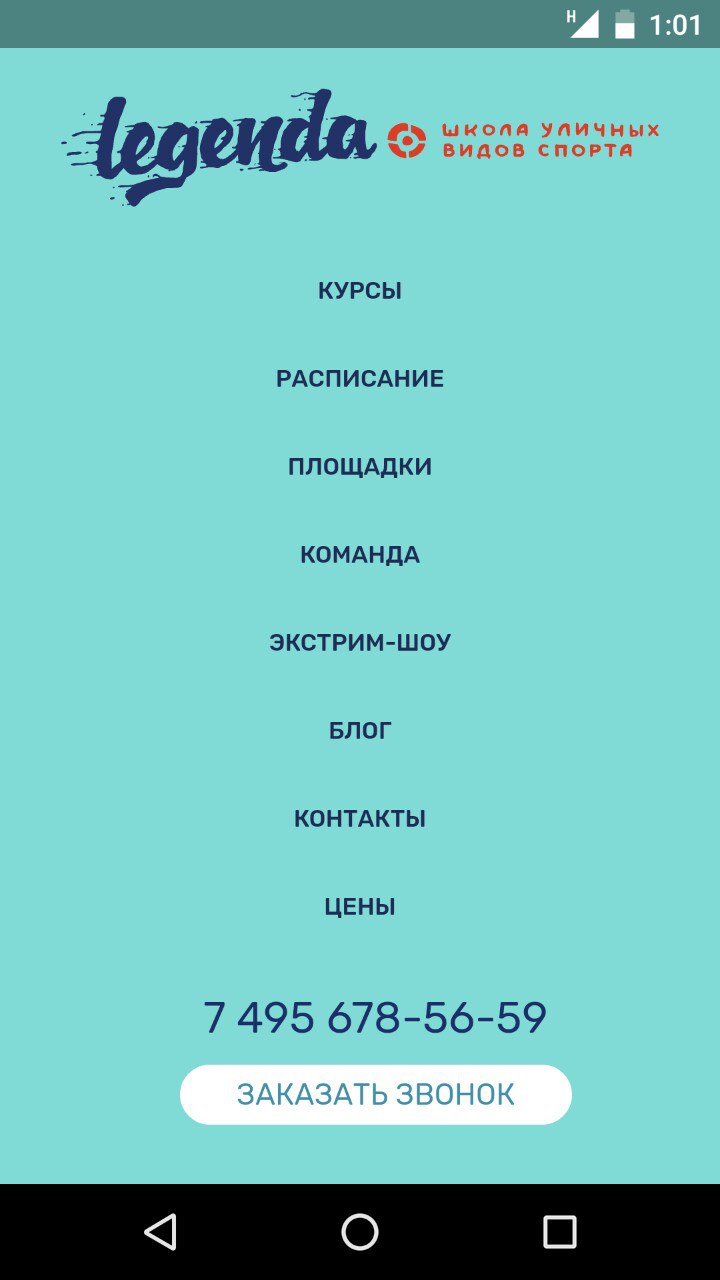 H 1:01
legenda
ШКОЛА УЛИЧНЫХ
ВИДОВ СПОРТА
КУРСЫ
РАСПИСАНИЕ
ПЛОЩАДКИ
КОМАНДА
ЭКСТРИМ-ШОУ
БЛОГ
КОНТАКТЫ
ЦЕНЫ
7 495 678-56-59
ЗАКАЗАТЬ ЗВОНОК